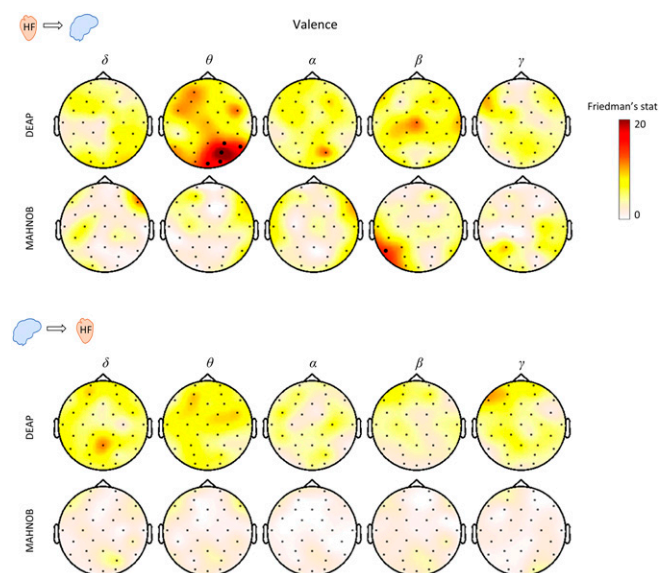 HF
Valence
δ θ α β γ
Friedman's stat
20
0
DEAP
MAHNOB
HF
δ θ α β γ
DEAP
MAHNOB